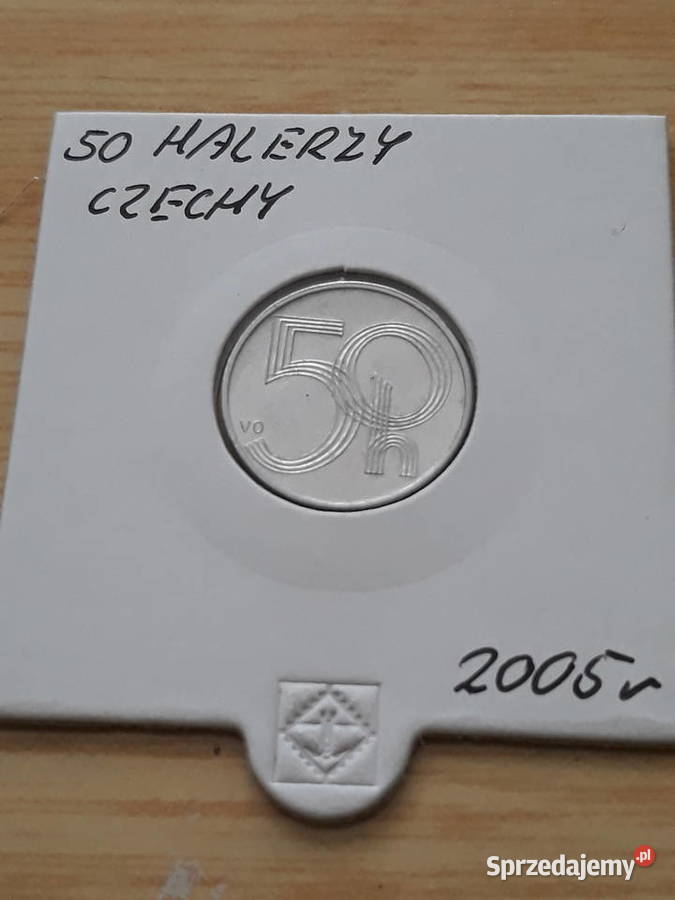 50 HALERZY
CZECHY
50
h
VO
2005r
Sprzedajemy.pl